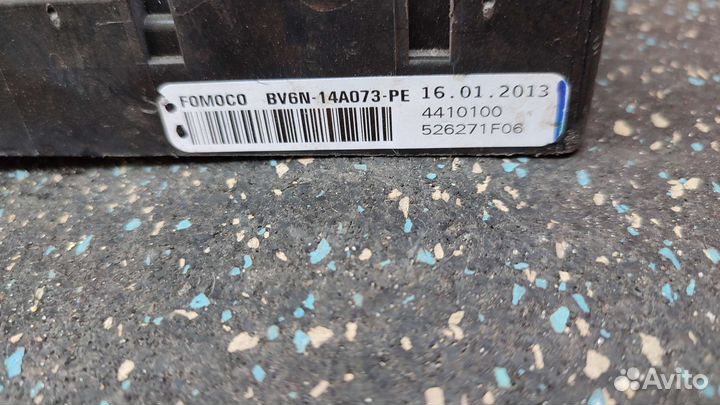 FOMOCO BV6N-14A073-PE 16.01.2013
4410100
526271F06
Avito